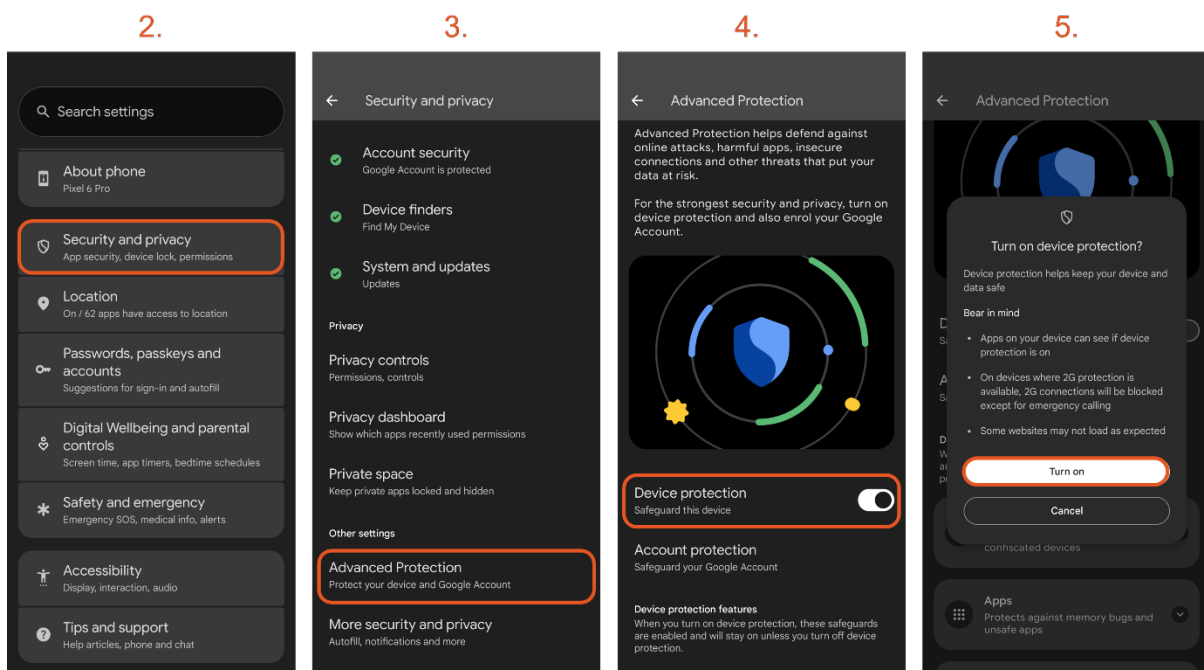 2.
3.
4.
5.
Search settings
About phone
Pixel 6 Pro
Security and privacy
App security, device lock, permissions
Location
On / 62 apps have access to location
Passwords, passkeys and
accounts
Suggestions for sign-in and autofill
Digital Wellbeing and parental
controls
Screen time, app timers, bedtime schedules
Safety and emergency
Emergency SOS, medical info, alerts
Accessibility
Display, interaction, audio
Tips and support
Help articles, phone and chat
Security and privacy
Account security
Google Account is protected
Device finders
Find My Device
System and updates
Updates
Privacy
Privacy controls
Permissions, controls
Privacy dashboard
Show which apps recently used permissions
Private space
Keep private apps locked and hidden
Other settings
Advanced Protection
Protect your device and Google Account
More security and privacy
Autofill, notifications and more
Advanced Protection
Advanced Protection helps defend against
online attacks, harmful apps, insecure
connections and other threats that put your
data at risk.
For the strongest security and privacy, turn on
device protection and also enrol your Google
Account.
Device protection
Safeguard this device
Account protection
Safeguard your Google Account
Device protection features
When you turn on device protection, these safeguards
are enabled and will stay on unless you turn off device
protection.
Advanced Protection
Turn on device protection?
Device protection helps keep your device and
data safe
Bear in mind
• Apps on your device can see if device
protection is on
• On devices where 2G protection is
available, 2G connections will be blocked
except for emergency calling
• Some websites may not load as expected
Turn on
Cancel
confiscated devices
Apps
Protects against memory bugs and
unsafe apps